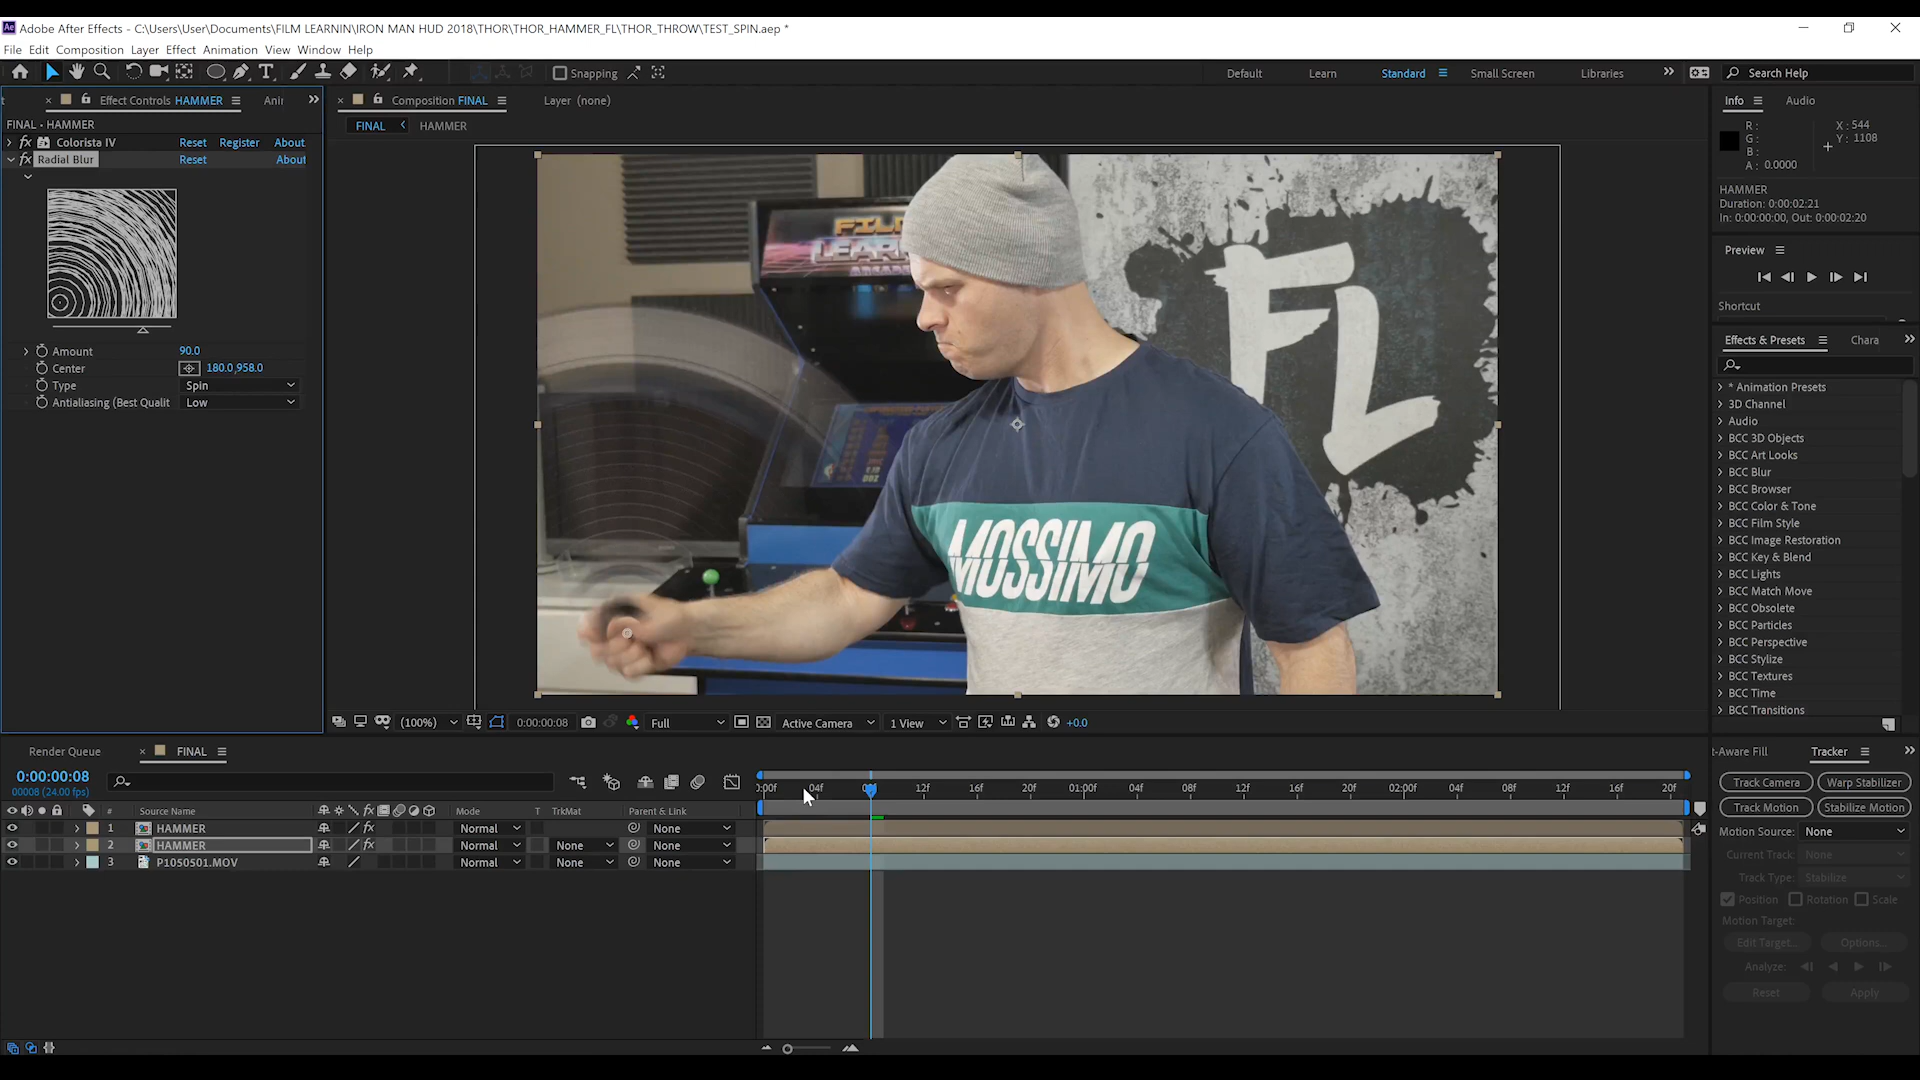 Adobe After Effects - C:\Users\User\Documents\FILM LEARNIN\IRON MAN HUD 2018\THOR\THOR_HAMMER_FL\THOR_THROW\TEST_SPIN.aep *
File Edit Composition Layer Effect Animation View Window Help
Snapping
Default Learn Standard Small Screen Libraries Search Help
Effect Controls HAMMER Ani
Composition FINAL Layer (none)
Info Audio
FINAL • HAMMER
FINAL HAMMER
Colorista IV Reset Register About
Radial Blur Reset About
R :
G :
B :
A : 0.0000
X : 544
Y : 1108
HAMMER
Duration: 0:00:02:21
In: 0:00:00:00, Out: 0:00:02:20
Preview
Shortcut
Amount 90.0
Center 180.0,958.0
Type Spin
Antialiasing (Best Qualit Low
FL
MOSSIMO
Effects & Presets Chara
* Animation Presets
3D Channel
Audio
BCC 3D Objects
BCC Art Looks
BCC Blur
BCC Browser
BCC Color & Tone
BCC Film Style
BCC Image Restoration
BCC Key & Blend
BCC Lights
BCC Match Move
BCC Obsolete
BCC Particles
BCC Perspective
BCC Stylize
BCC Textures
BCC Time
BCC Transitions
(100%) 0:00:00:08 Full Active Camera 1 View +0.0
Render Queue FINAL
0:00:00:08
00008 (24.00 fps)
0:00f 04f 12f 16f 20f 01:00f 04f 08f 12f 16f 20f 02:00f 04f 08f 12f 16f 20f
# Source Name Mode T TrkMat Parent & Link
1 HAMMER Normal None
2 HAMMER Normal None None
3 P1050501.MOV Normal None None
t-Aware Fill Tracker
Track Camera Warp Stabilizer
Track Motion Stabilize Motion
Motion Source: None
Current Track: None
Track Type: Stabilize
Position Rotation Scale
Motion Target:
Edit Target... Options...
Analyze:
Reset Apply